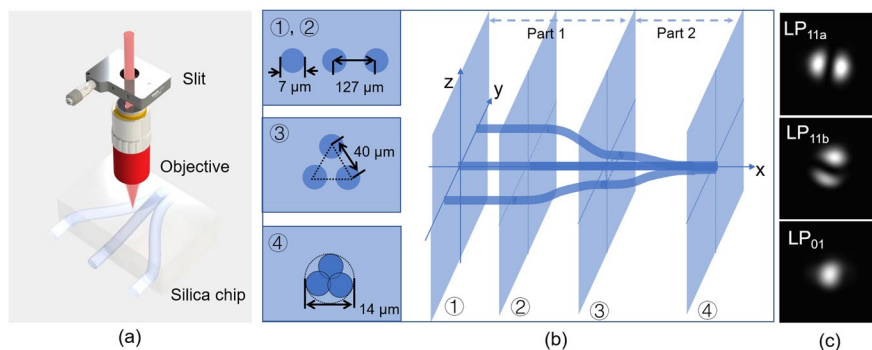 Slit
Objective
Silica chip
(a)
①, ②
7 μm
127 μm
③
40 μm
④
14 μm
Part 1
Part 2
z
y
x
①
②
③
④
(b)
LP11a
LP11b
LP01
(c)